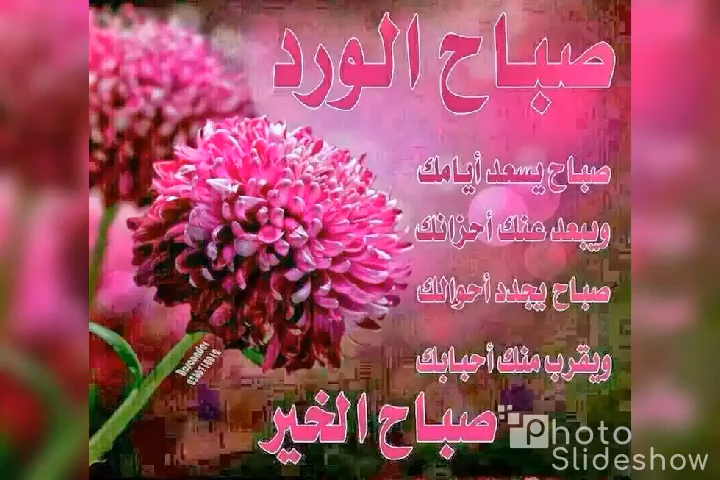 صباح الورد
صباح يسعد أيامك
ويبعد عنك أحزانك
صباح يجدد أحوالك
ويقرب منك أحبابك
صباح الخير
Photo
Slideshow